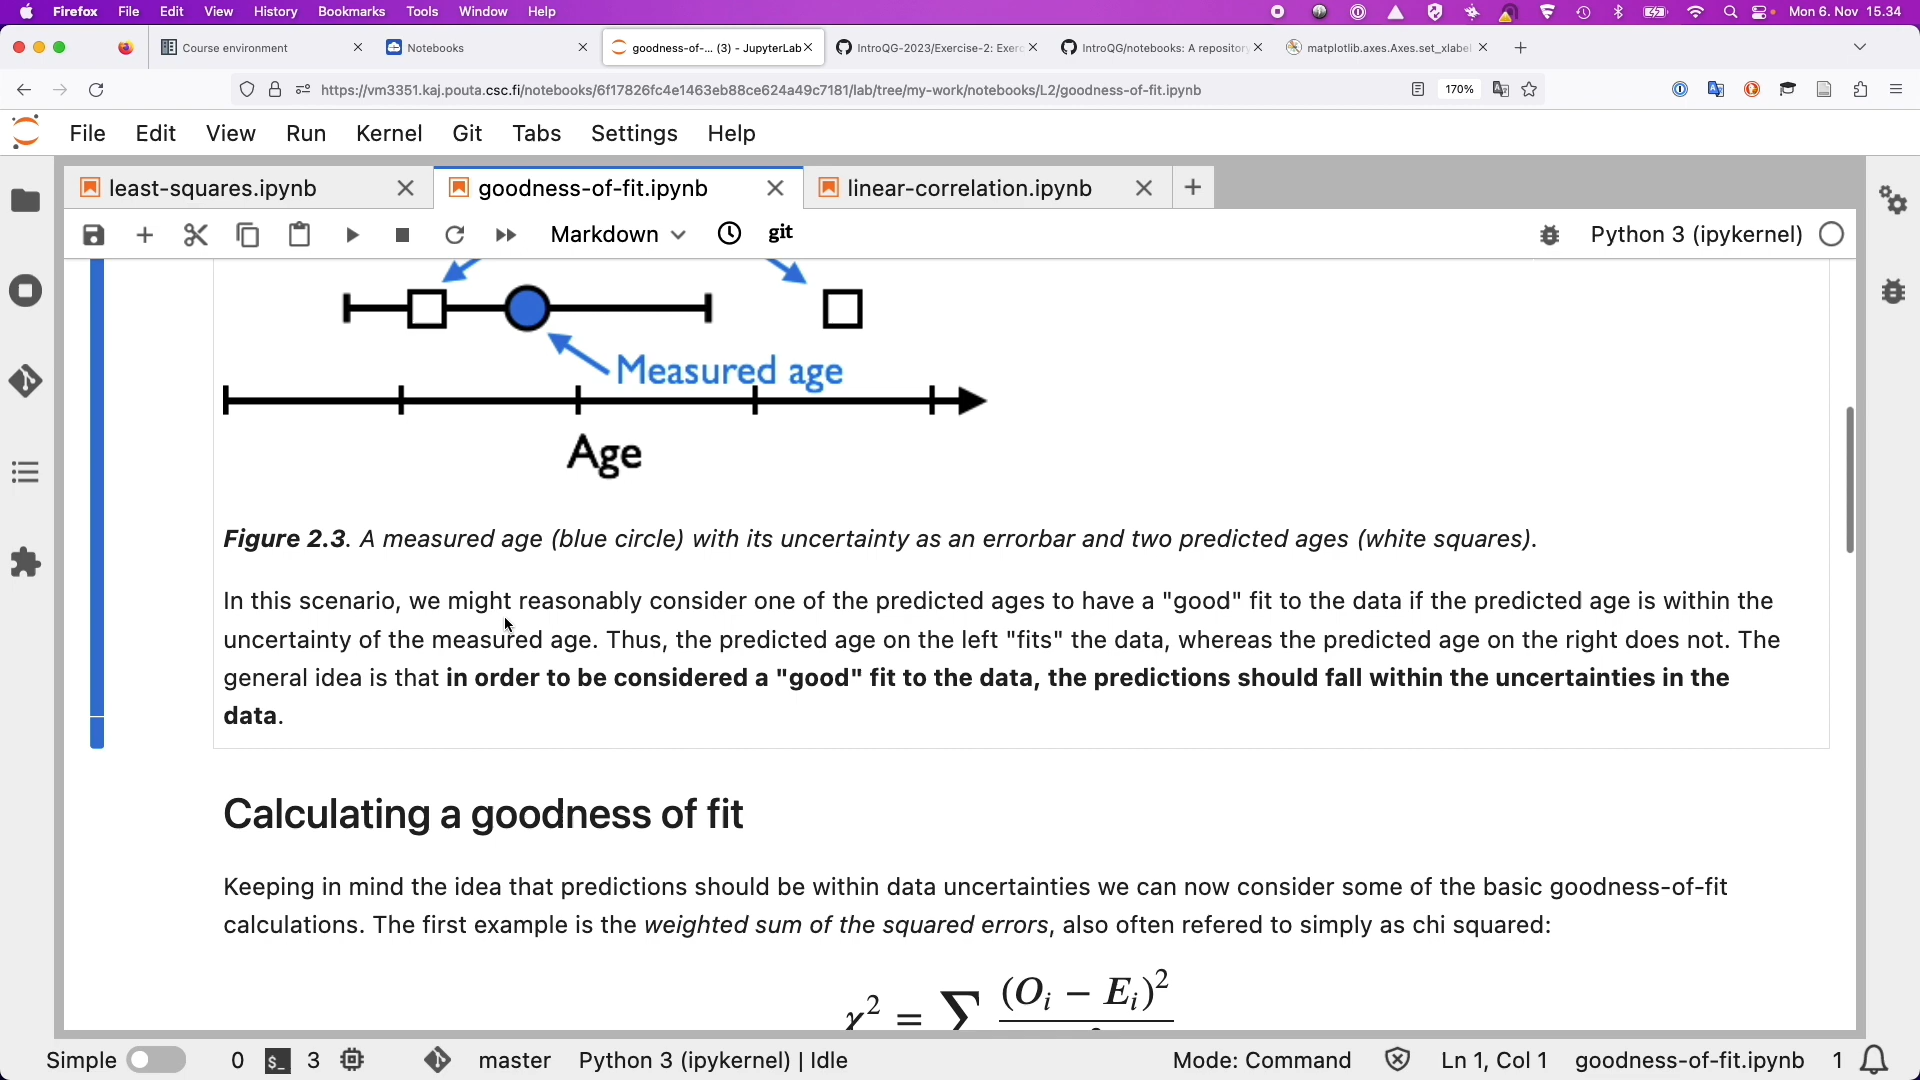 Firefox File Edit View History Bookmarks Tools Window Help Mon 6. Nov 15.34
Course environment Notebooks goodness-of-... (3) - JupyterLab IntroQG-2023/Exercise-2: Exerc IntroQG/notebooks: A repository matplotlib.axes.Axes.set_xlabel
https://vm3351.kaj.pouta.csc.fi/notebooks/6f17826fc4e1463eb88ce624a49c7181/lab/tree/my-work/notebooks/L2/goodness-of-fit.ipynb 170%
File Edit View Run Kernel Git Tabs Settings Help
least-squares.ipynb goodness-of-fit.ipynb linear-correlation.ipynb
Markdown git Python 3 (ipykernel)
Measured age
Age
Figure 2.3. A measured age (blue circle) with its uncertainty as an errorbar and two predicted ages (white squares).
In this scenario, we might reasonably consider one of the predicted ages to have a "good" fit to the data if the predicted age is within the
uncertainty of the measured age. Thus, the predicted age on the left "fits" the data, whereas the predicted age on the right does not. The
general idea is that in order to be considered a "good" fit to the data, the predictions should fall within the uncertainties in the
data.
Calculating a goodness of fit
Keeping in mind the idea that predictions should be within data uncertainties we can now consider some of the basic goodness-of-fit
calculations. The first example is the weighted sum of the squared errors, also often refered to simply as chi squared:
χ² = ∑ (Oᵢ − Eᵢ)²
Simple 0 3 master Python 3 (ipykernel) | Idle Mode: Command Ln 1, Col 1 goodness-of-fit.ipynb 1